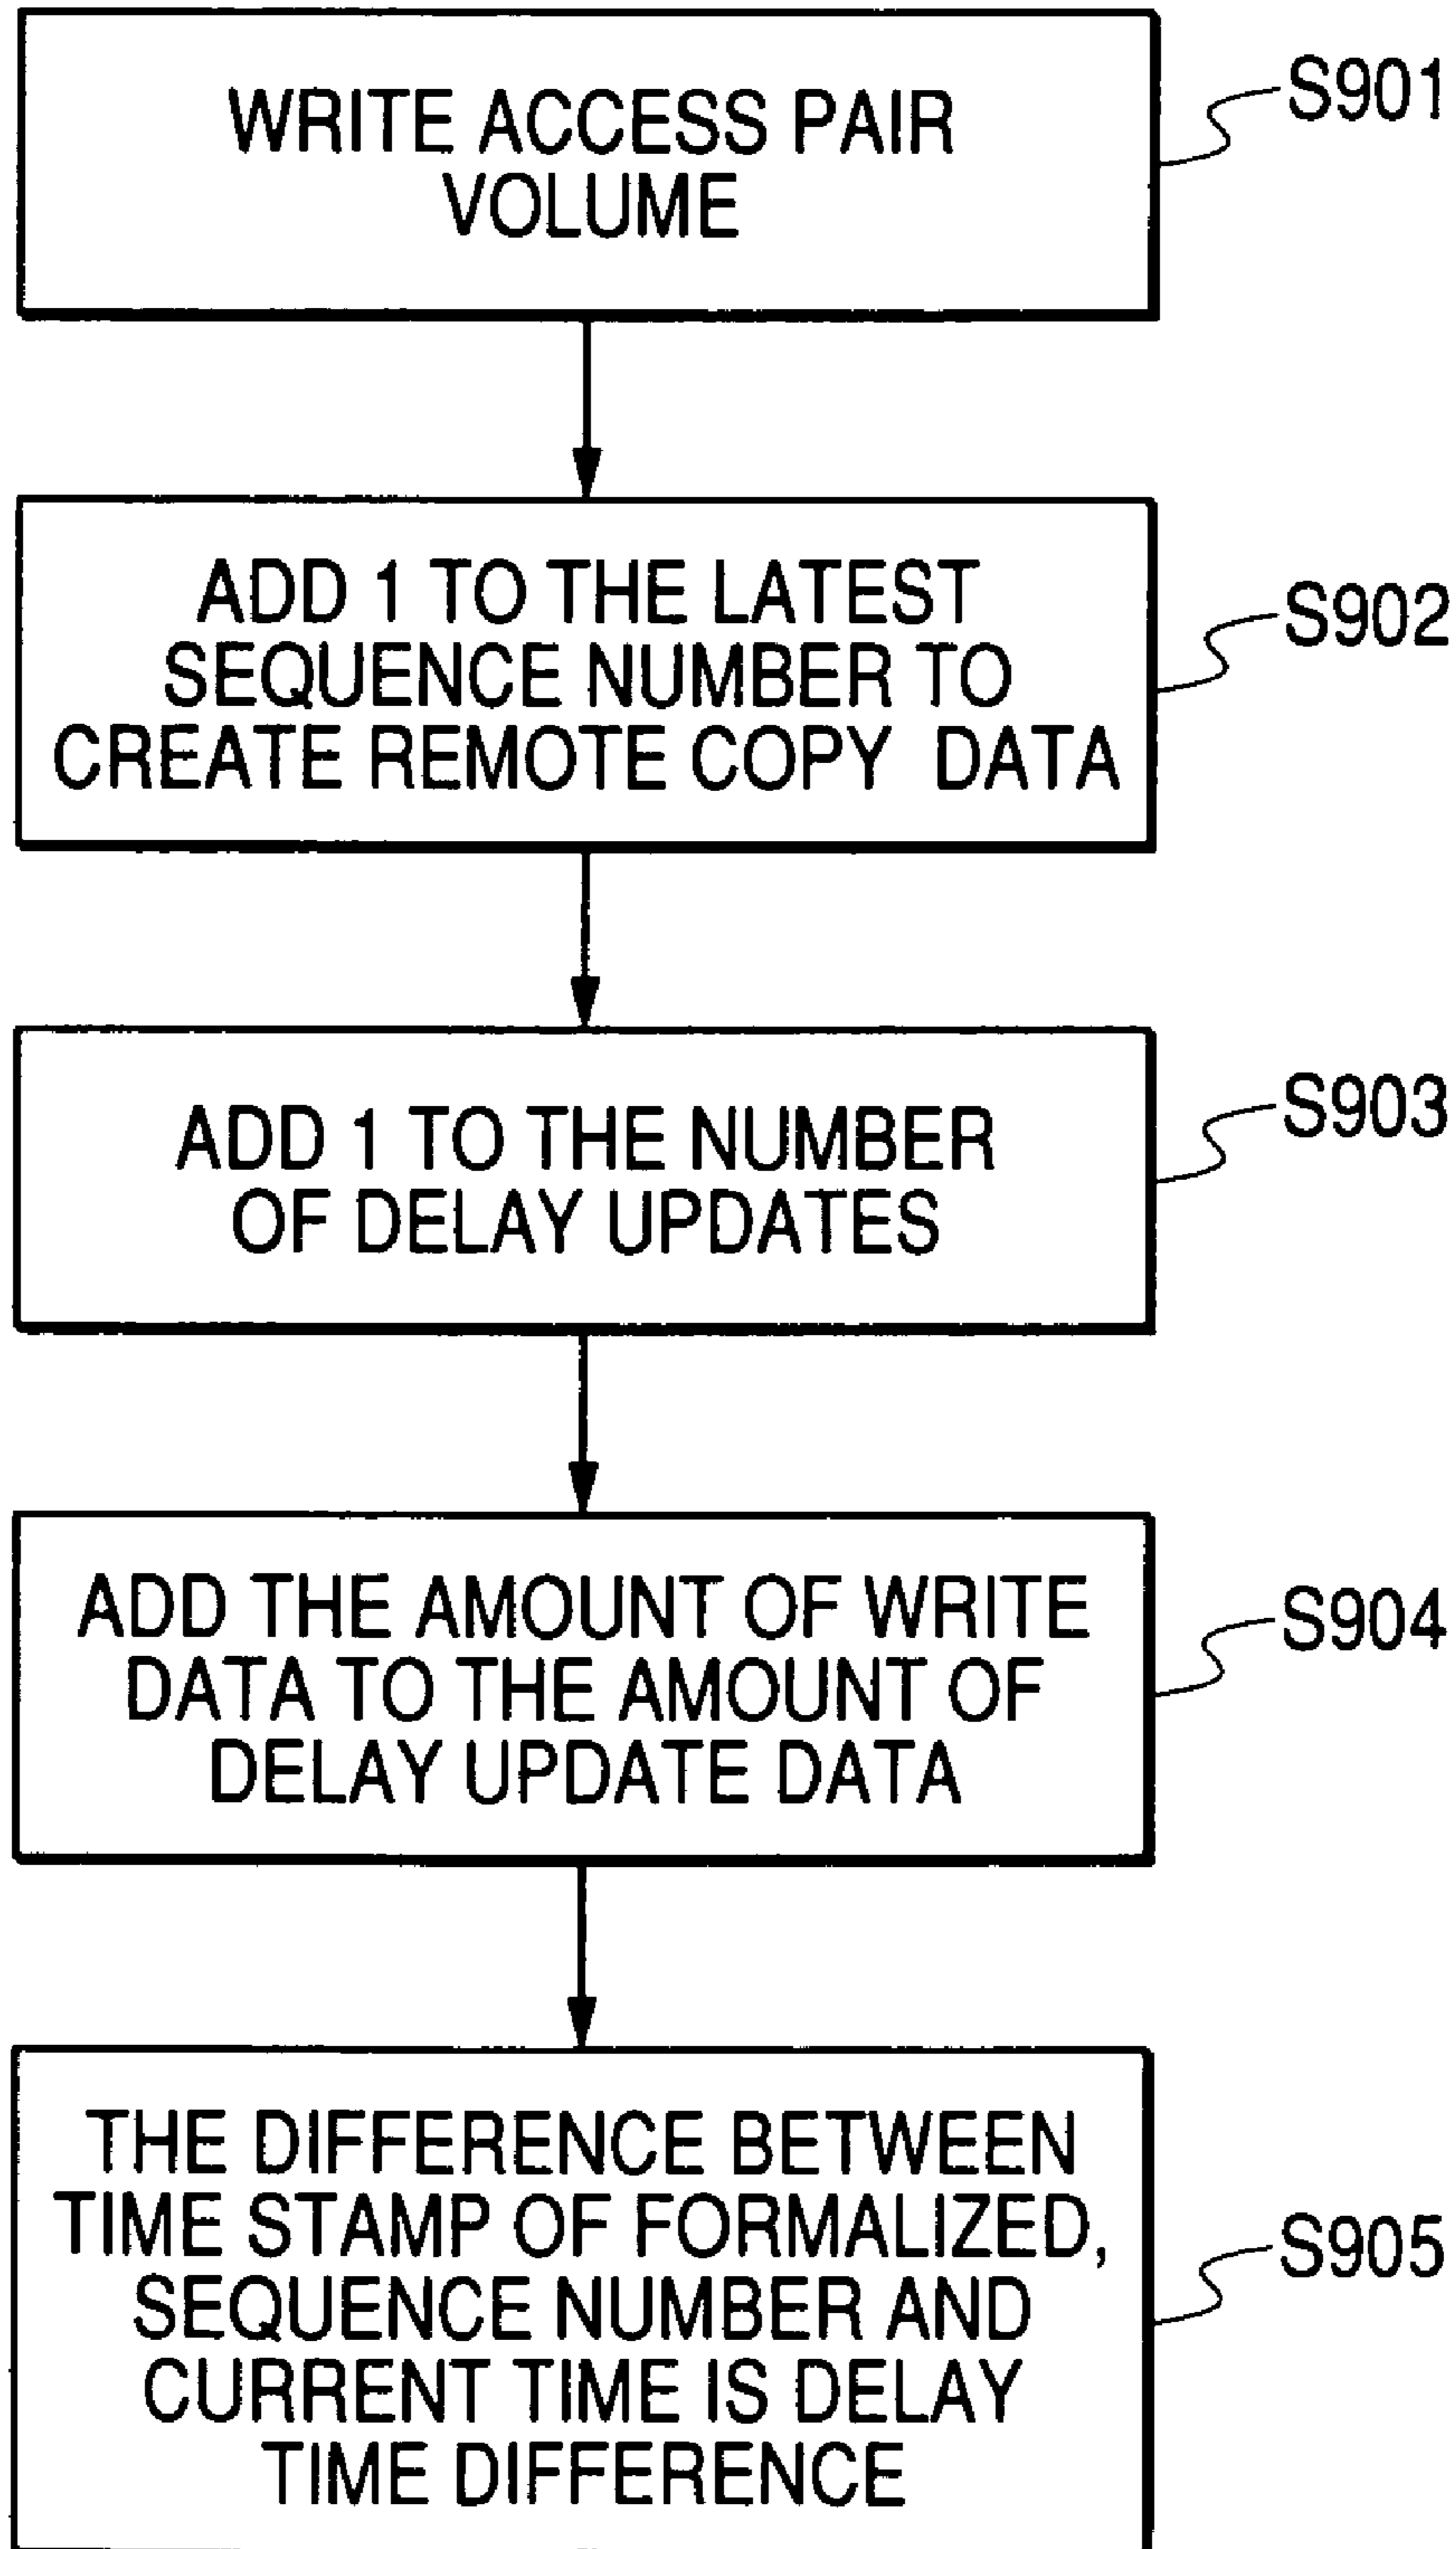 WRITE ACCESS PAIR
VOLUME
S901
ADD 1 TO THE LATEST
SEQUENCE NUMBER TO
CREATE REMOTE COPY DATA
S902
ADD 1 TO THE NUMBER
OF DELAY UPDATES
S903
ADD THE AMOUNT OF WRITE
DATA TO THE AMOUNT OF
DELAY UPDATE DATA
S904
THE DIFFERENCE BETWEEN
TIME STAMP OF FORMALIZED,
SEQUENCE NUMBER AND
CURRENT TIME IS DELAY
TIME DIFFERENCE
S905